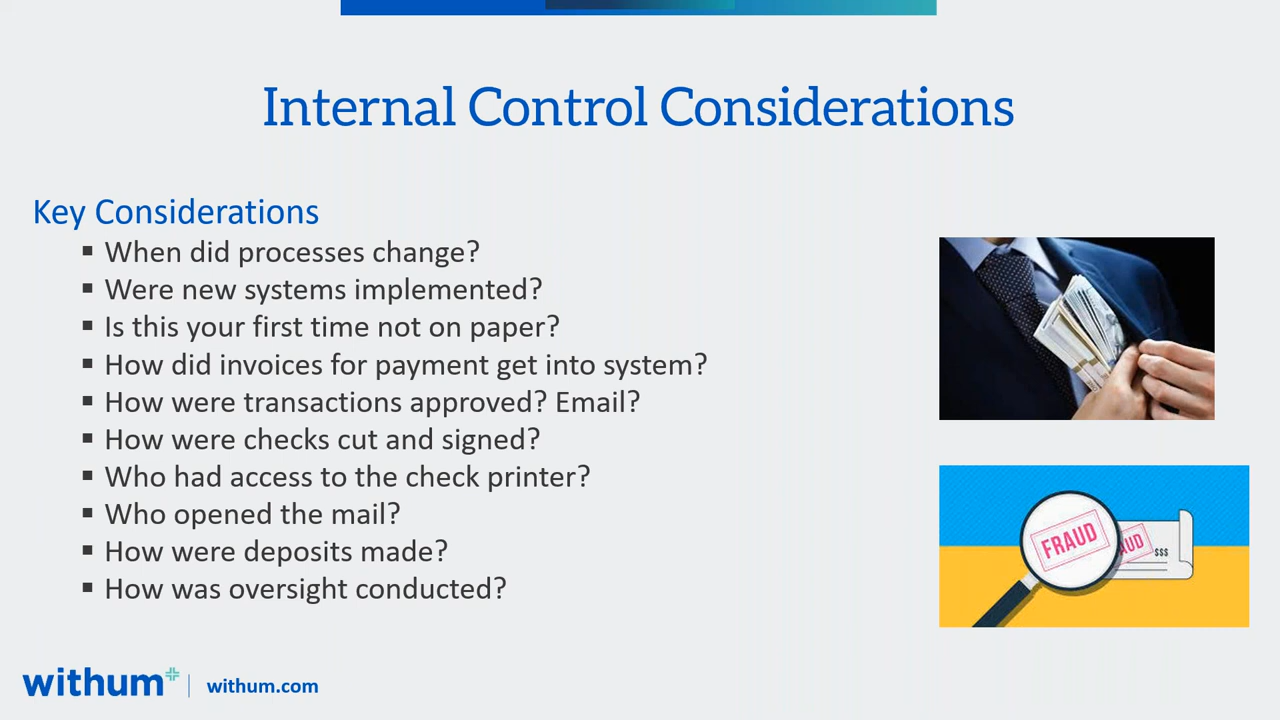 Internal Control Considerations
Key Considerations
▪ When did processes change?
▪ Were new systems implemented?
▪ Is this your first time not on paper?
▪ How did invoices for payment get into system?
▪ How were transactions approved? Email?
▪ How were checks cut and signed?
▪ Who had access to the check printer?
▪ Who opened the mail?
▪ How were deposits made?
▪ How was oversight conducted?
FRAUD
AUD
$$$
withum+ | withum.com